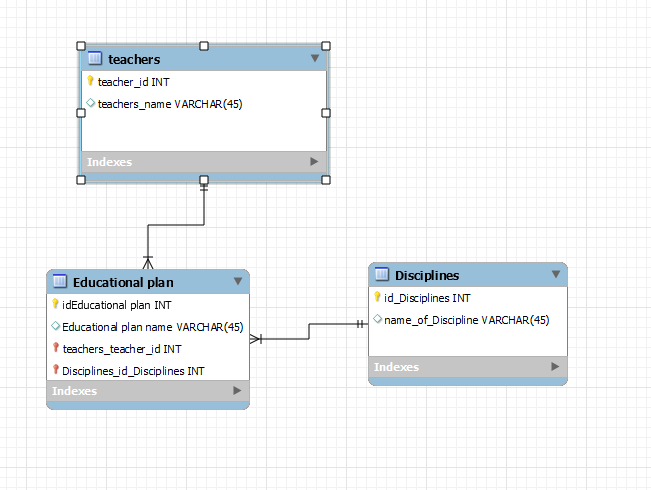 teachers
teacher_id INT
teachers_name VARCHAR(45)
Indexes
Educational plan
idEducational plan INT
Educational plan name VARCHAR(45)
teachers_teacher_id INT
Disciplines_id_Disciplines INT
Indexes
Disciplines
id_Disciplines INT
name_of_Discipline VARCHAR(45)
Indexes